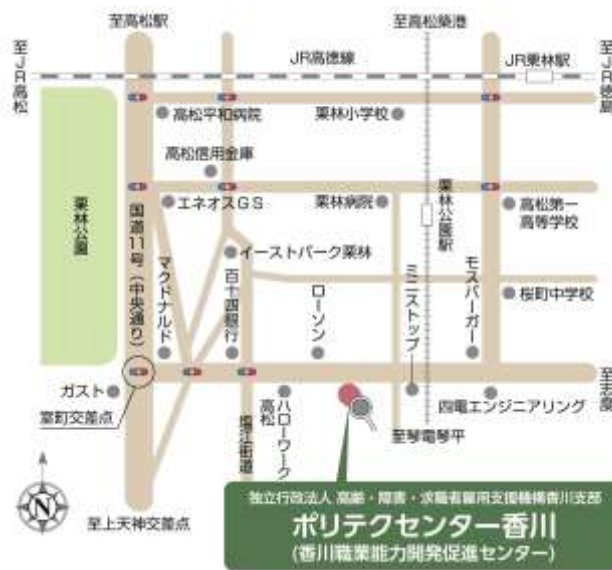 至高松駅
至高松築港
至JR高松
JR高徳線
JR栗林駅
至JR徳島
高松平和病院
栗林小学校
高松信用金庫
栗林公園
国道11号（中央通り）
エネオスGS
栗林病院
栗林公園駅
高松第一
高等学校
イーストパーク栗林
マクドナルド
百十四銀行
ローソン
ミニストップ
モスバーガー
桜町中学校
至志度
ガスト
室町交差点
塩江街道
ハローワーク
高松
四電エンジニアリング
至琴電琴平
N
至上天神交差点
独立行政法人 高齢・障害・求職者雇用支援機構香川支部
ポリテクセンター香川
(香川職業能力開発促進センター)